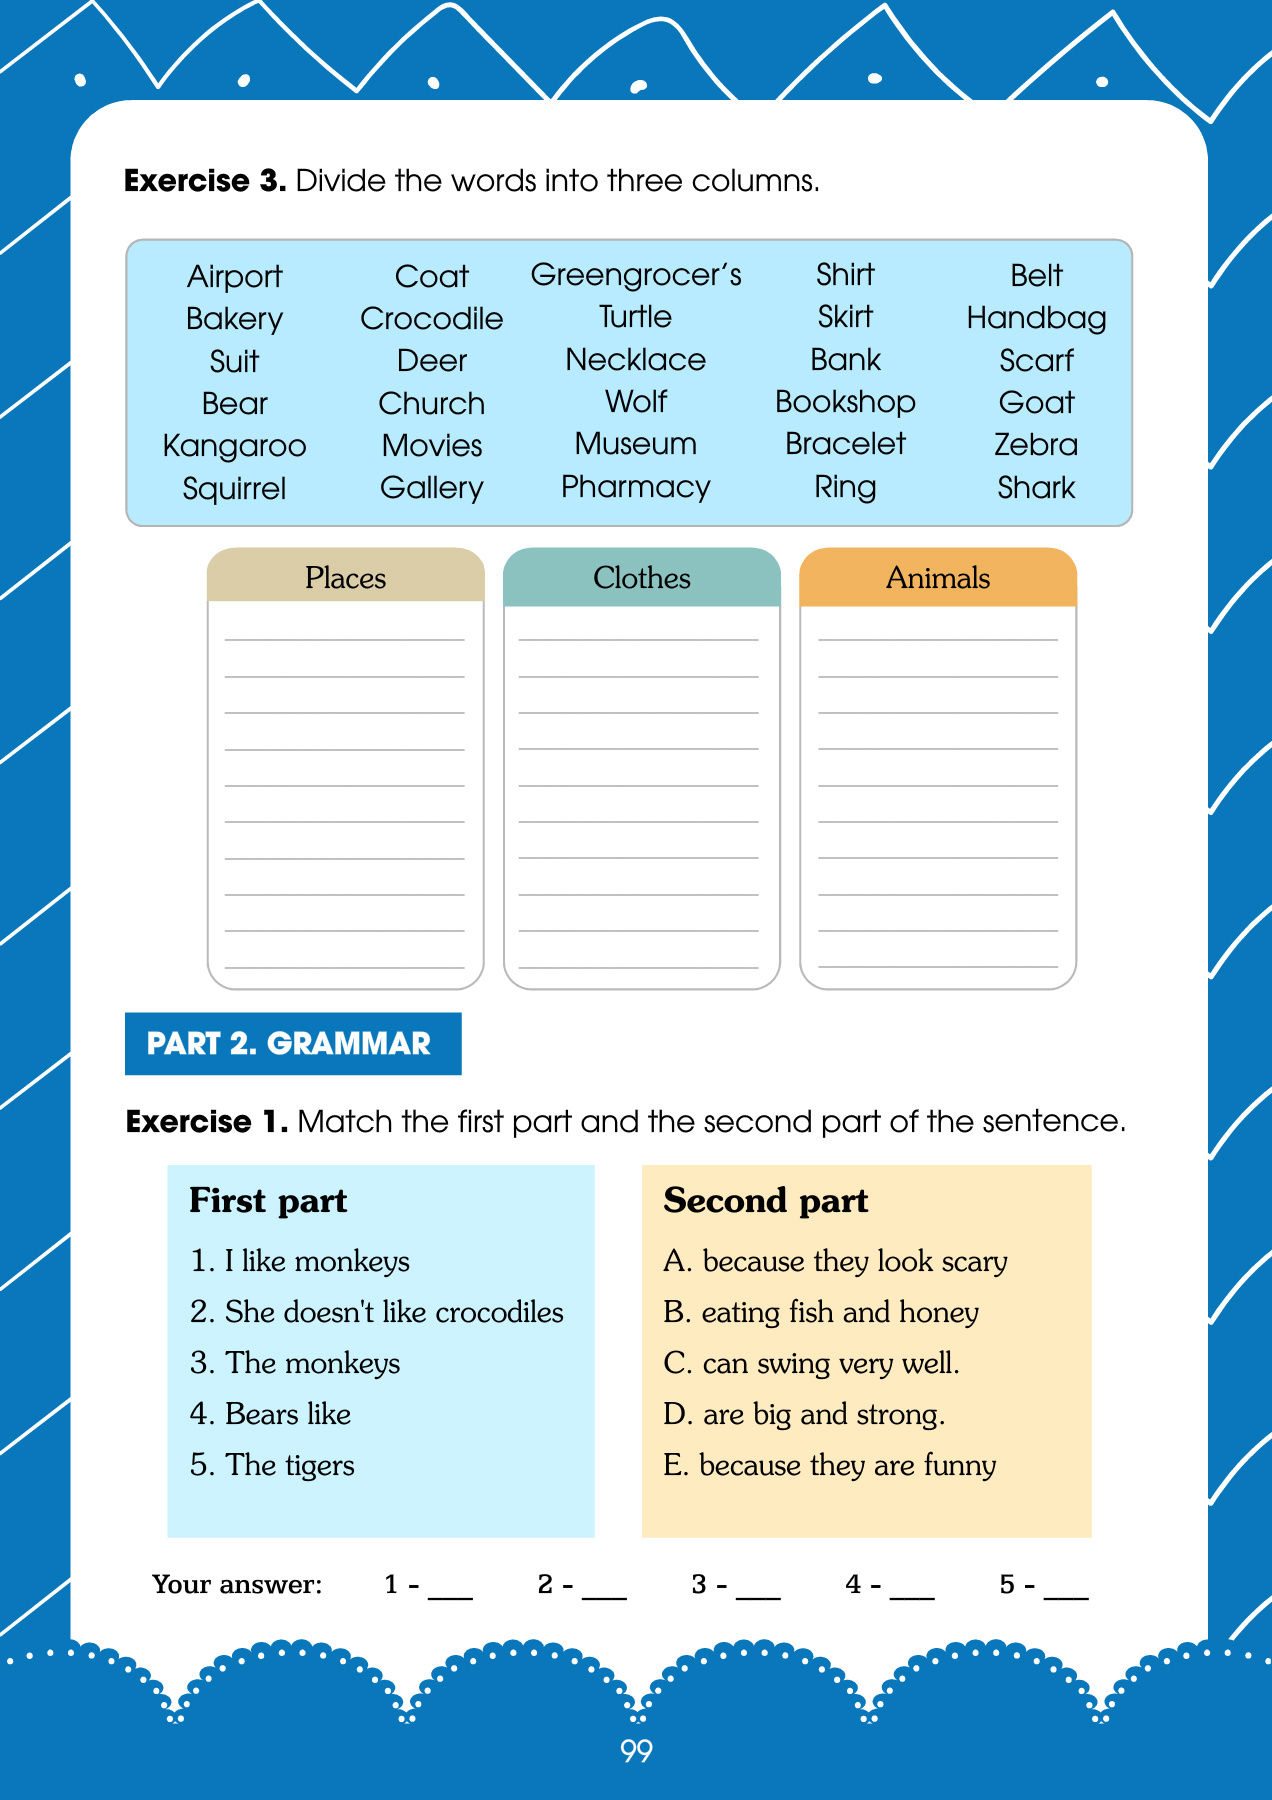 Exercise 3. Divide the words into three columns.
Airport Coat Greengrocer’s Shirt Belt
Bakery Crocodile Turtle Skirt Handbag
Suit Deer Necklace Bank Scarf
Bear Church Wolf Bookshop Goat
Kangaroo Movies Museum Bracelet Zebra
Squirrel Gallery Pharmacy Ring Shark
Places Clothes Animals
PART 2. GRAMMAR
Exercise 1. Match the first part and the second part of the sentence.
First part
1. I like monkeys
2. She doesn't like crocodiles
3. The monkeys
4. Bears like
5. The tigers
Second part
A. because they look scary
B. eating fish and honey
C. can swing very well.
D. are big and strong.
E. because they are funny
Your answer: 1 - ___ 2 - ___ 3 - ___ 4 - ___ 5 - ___
99